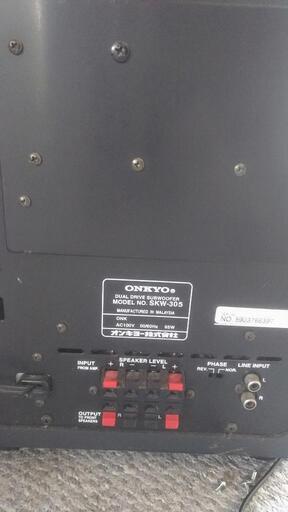 ONKYO®
DUAL DRIVE SUBWOOFER
MODEL NO. SKW-305
MANUFACTURED IN MALAYSIA
ONK
AC100V 50/60Hz 65W
オンキヨー株式会社
NO.
INPUT
FROM AMP.
SPEAKER LEVEL
+ R − − L +
PHASE
REV. NOR.
LINE INPUT
L
R
OUTPUT
TO FRONT
SPEAKERS
R
L